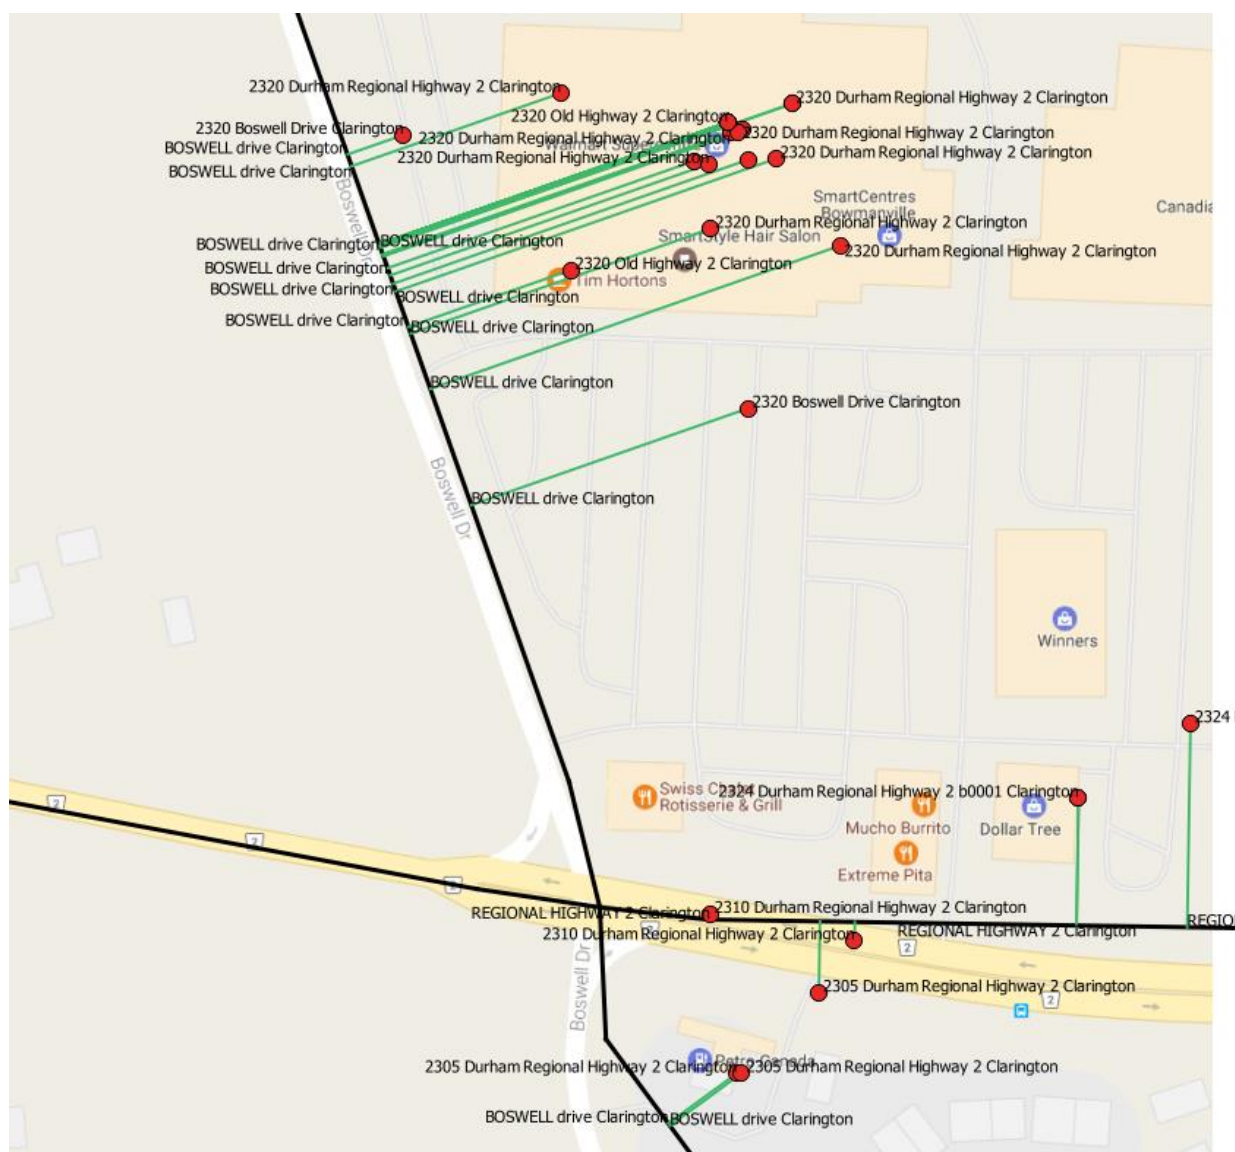 2320 Durham Regional Highway 2 Clarington
2320 Durham Regional Highway 2 Clarington
2320 Old Highway 2 Clarington
2320 Boswell Drive Clarington
2320 Durham Regional Highway 2 Clarington
2320 Durham Regional Highway 2 Clarington
BOSWELL drive Clarington
Walmart
2320 Durham Regional Highway 2 Clarington
2320 Durham Regional Highway 2 Clarington
BOSWELL drive Clarington
Boswell Dr
SmartCentres
Bowmanville
Canadia
2320 Durham Regional Highway 2 Clarington
SmartStyle Hair Salon
BOSWELL drive Clarington
BOSWELL drive Clarington
2320 Durham Regional Highway 2 Clarington
BOSWELL drive Clarington
2320 Old Highway 2 Clarington
Tim Hortons
BOSWELL drive Clarington
BOSWELL drive Clarington
BOSWELL drive Clarington
BOSWELL drive Clarington
BOSWELL drive Clarington
2320 Boswell Drive Clarington
Boswell Dr
BOSWELL drive Clarington
Winners
2324
Swiss Chalet
Rotisserie & Grill
2324 Durham Regional Highway 2 b0001 Clarington
2
2
Mucho Burrito
Dollar Tree
Extreme Pita
2
REGIONAL HIGHWAY 2 Clarington
2310 Durham Regional Highway 2 Clarington
REGION
2310 Durham Regional Highway 2 Clarington
REGIONAL HIGHWAY 2 Clarington
2
2
Boswell Dr
2305 Durham Regional Highway 2 Clarington
2
Petro-Canada
2305 Durham Regional Highway 2 Clarington
2305 Durham Regional Highway 2 Clarington
BOSWELL drive Clarington
BOSWELL drive Clarington